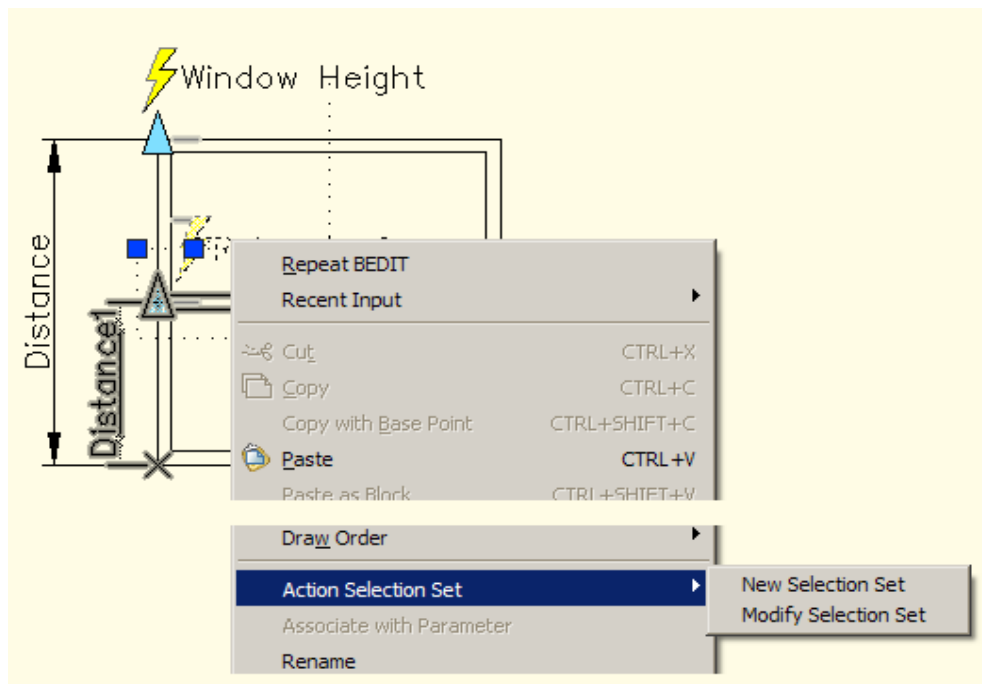 Window Height
Distance
Distance1
Repeat BEDIT
Recent Input
Cut CTRL+X
Copy CTRL+C
Copy with Base Point CTRL+SHIFT+C
Paste CTRL+V
Paste as Block CTRL+SHIFT+V
Draw Order
Action Selection Set
New Selection Set
Modify Selection Set
Associate with Parameter
Rename